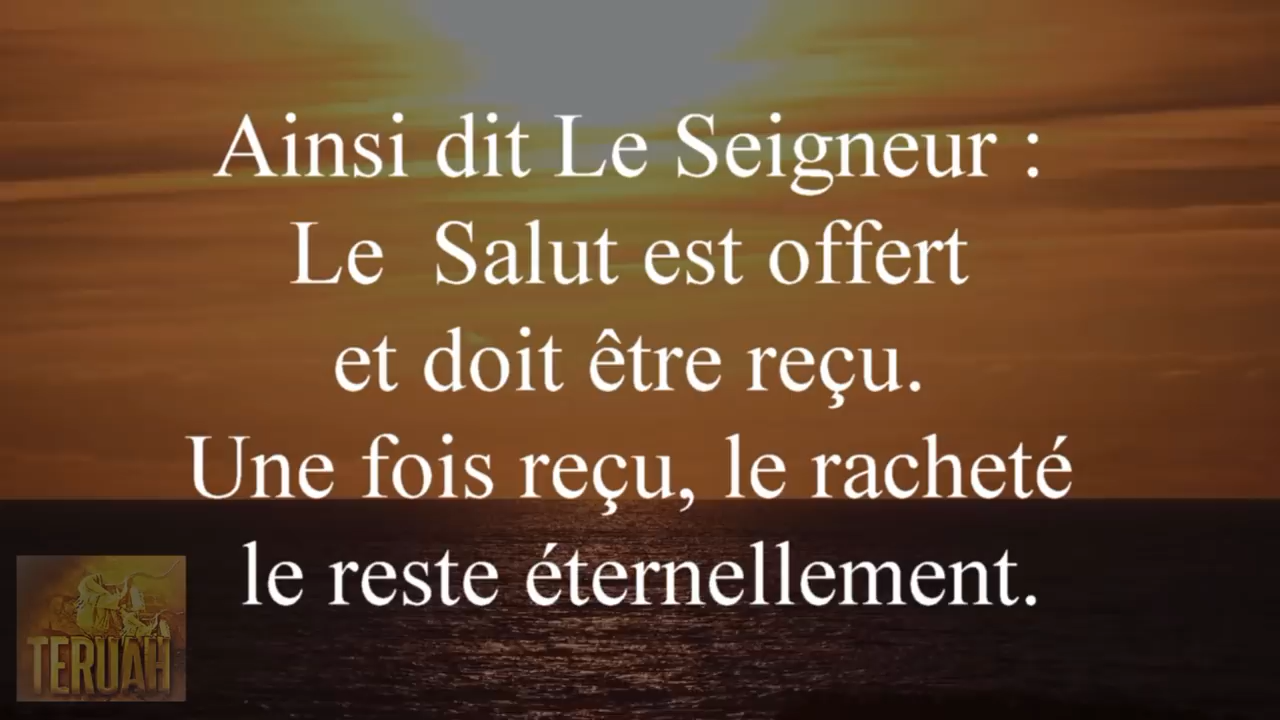 Ainsi dit Le Seigneur :
Le Salut est offert
et doit être reçu.
Une fois reçu, le racheté
le reste éternellement.
TERUAH